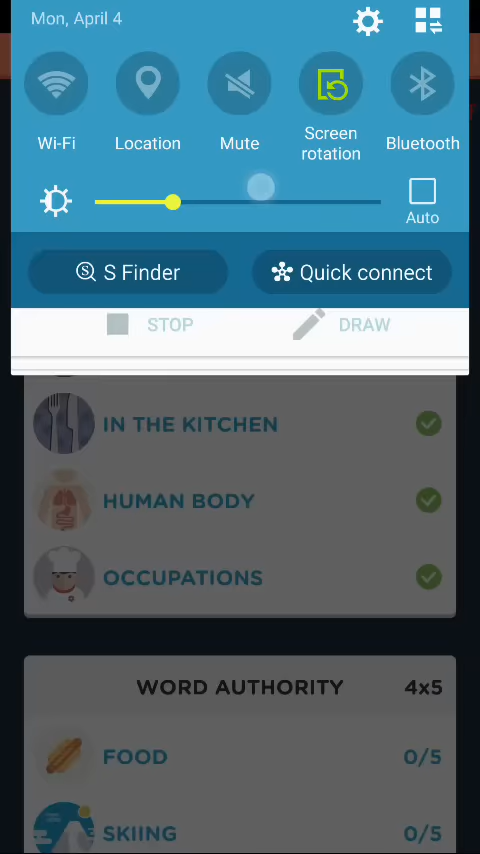 Mon, April 4
Wi-Fi
Location
Mute
Screen rotation
Bluetooth
Auto
S Finder
Quick connect
STOP
DRAW
IN THE KITCHEN
HUMAN BODY
OCCUPATIONS
WORD AUTHORITY 4x5
FOOD 0/5
SKIING 0/5